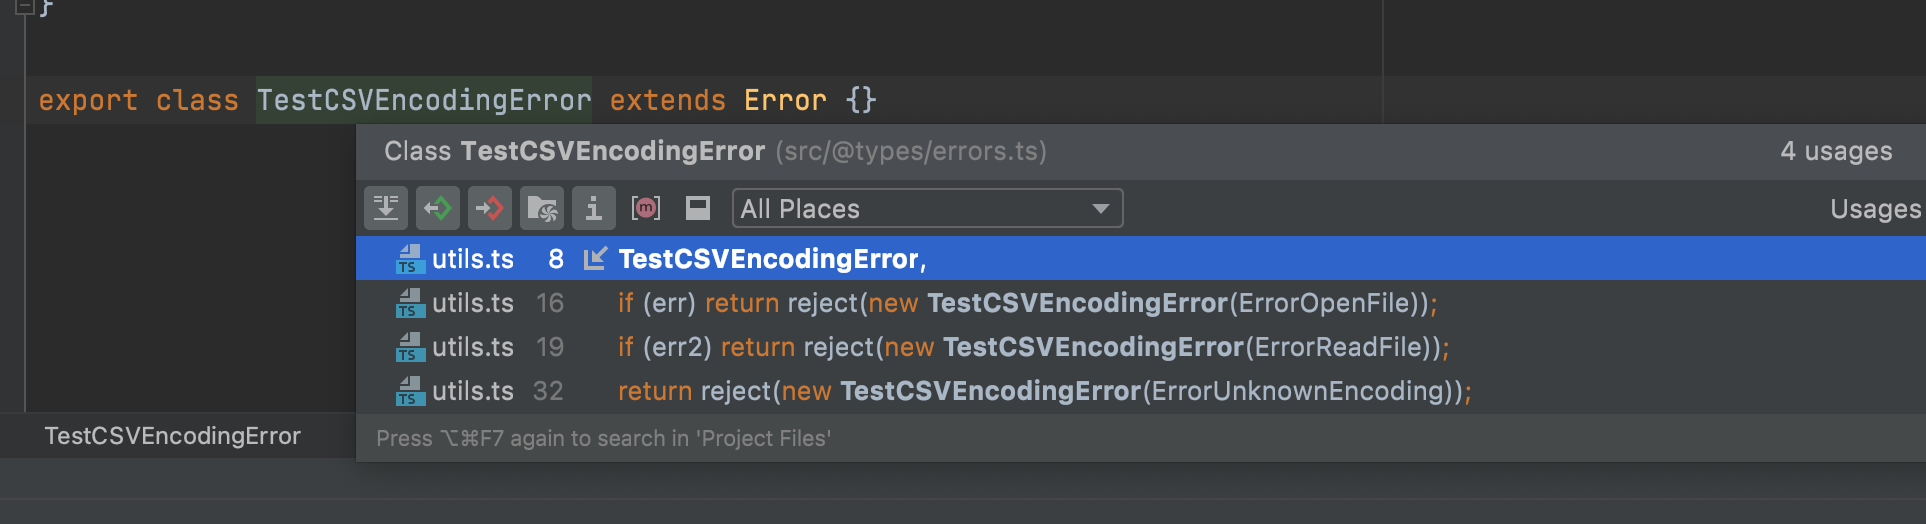 }
export class TestCSVEncodingError extends Error {}
Class TestCSVEncodingError (src/@types/errors.ts) 4 usages
All Places Usages
TS utils.ts 8 TestCSVEncodingError,
TS utils.ts 16 if (err) return reject(new TestCSVEncodingError(ErrorOpenFile));
TS utils.ts 19 if (err2) return reject(new TestCSVEncodingError(ErrorReadFile));
TS utils.ts 32 return reject(new TestCSVEncodingError(ErrorUnknownEncoding));
TestCSVEncodingError
Press ⌥⌘F7 again to search in 'Project Files'